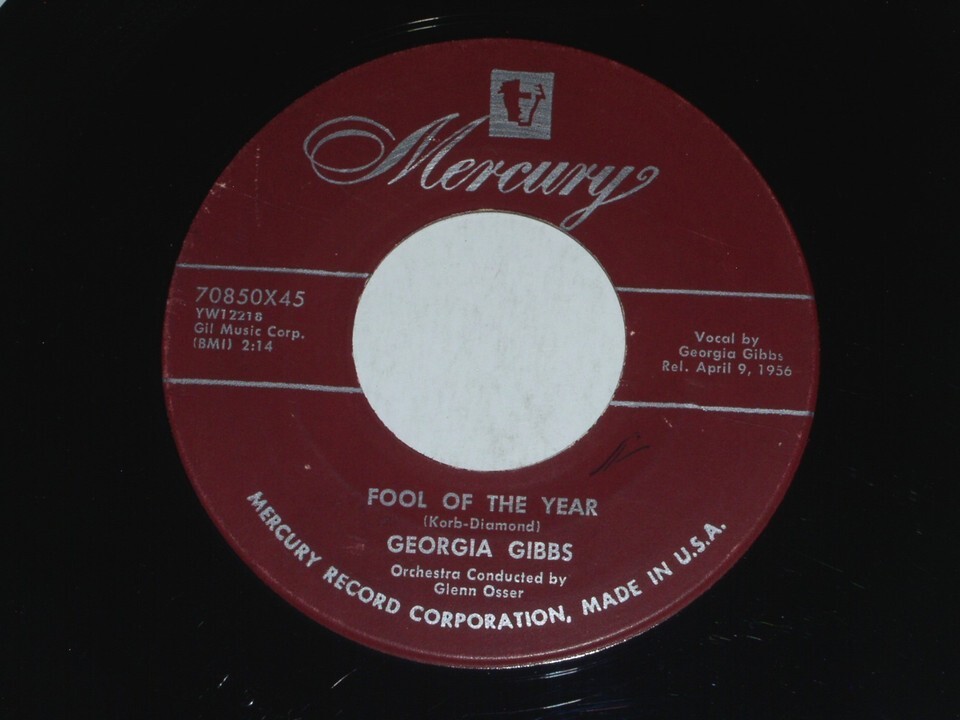 Mercury
70850X45
YW12218
Gil Music Corp.
(BMI) 2:14
Vocal by
Georgia Gibbs
Rel. April 9, 1956
FOOL OF THE YEAR
(Korb-Diamond)
GEORGIA GIBBS
Orchestra Conducted by
Glenn Osser
MERCURY RECORD CORPORATION, MADE IN U.S.A.